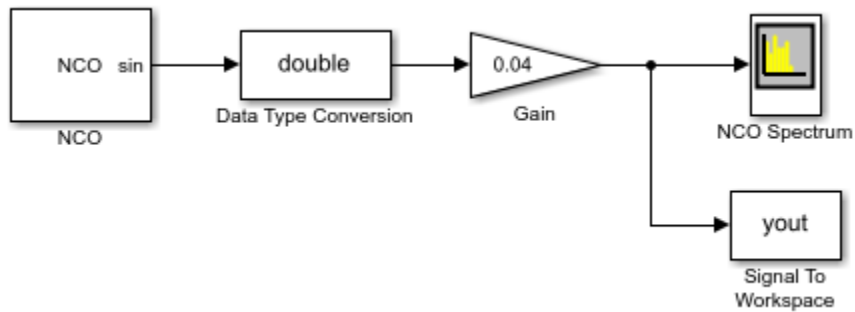 NCO sin
NCO
double
Data Type Conversion
0.04
Gain
NCO Spectrum
yout
Signal To
Workspace